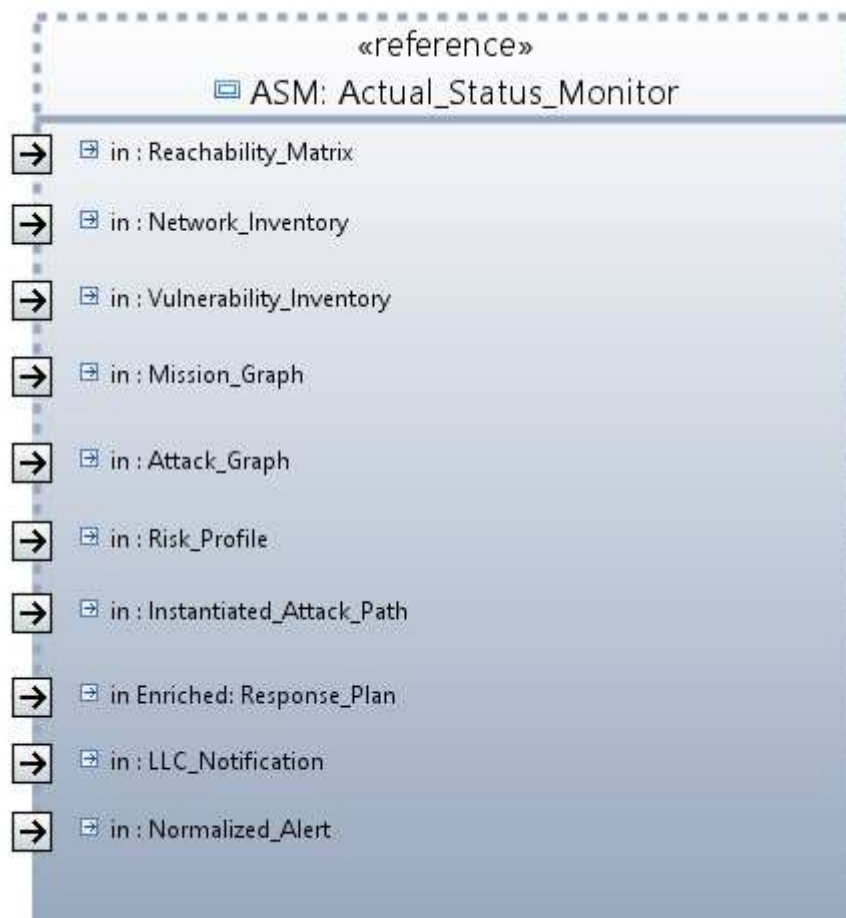 «reference»
ASM: Actual_Status_Monitor
in : Reachability_Matrix
in : Network_Inventory
in : Vulnerability_Inventory
in : Mission_Graph
in : Attack_Graph
in : Risk_Profile
in : Instantiated_Attack_Path
in Enriched: Response_Plan
in : LLC_Notification
in : Normalized_Alert